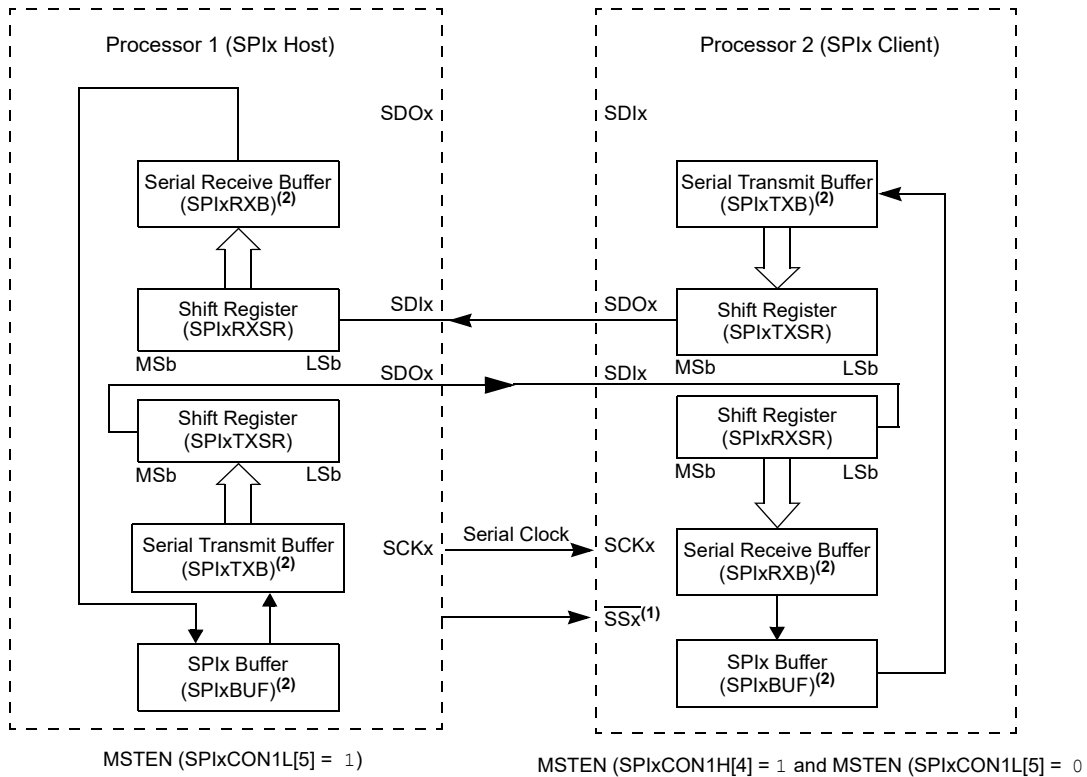 Processor 1 (SPIx Host)
SDOx
Serial Receive Buffer
(SPIxRXB)(2)
Shift Register
(SPIxRXSR)
MSb
LSb
SDIx
SDOx
Shift Register
(SPIxTXSR)
MSb
LSb
Serial Transmit Buffer
(SPIxTXB)(2)
SCKx
Serial Clock
SPIx Buffer
(SPIxBUF)(2)
MSTEN (SPIxCON1L[5] = 1)
Processor 2 (SPIx Client)
SDIx
Serial Transmit Buffer
(SPIxTXB)(2)
SDOx
Shift Register
(SPIxTXSR)
MSb
LSb
SDIx
Shift Register
(SPIxRXSR)
MSb
LSb
SCKx
Serial Receive Buffer
(SPIxRXB)(2)
SSx(1)
SPIx Buffer
(SPIxBUF)(2)
MSTEN (SPIxCON1H[4] = 1 and MSTEN (SPIxCON1L[5] = 0